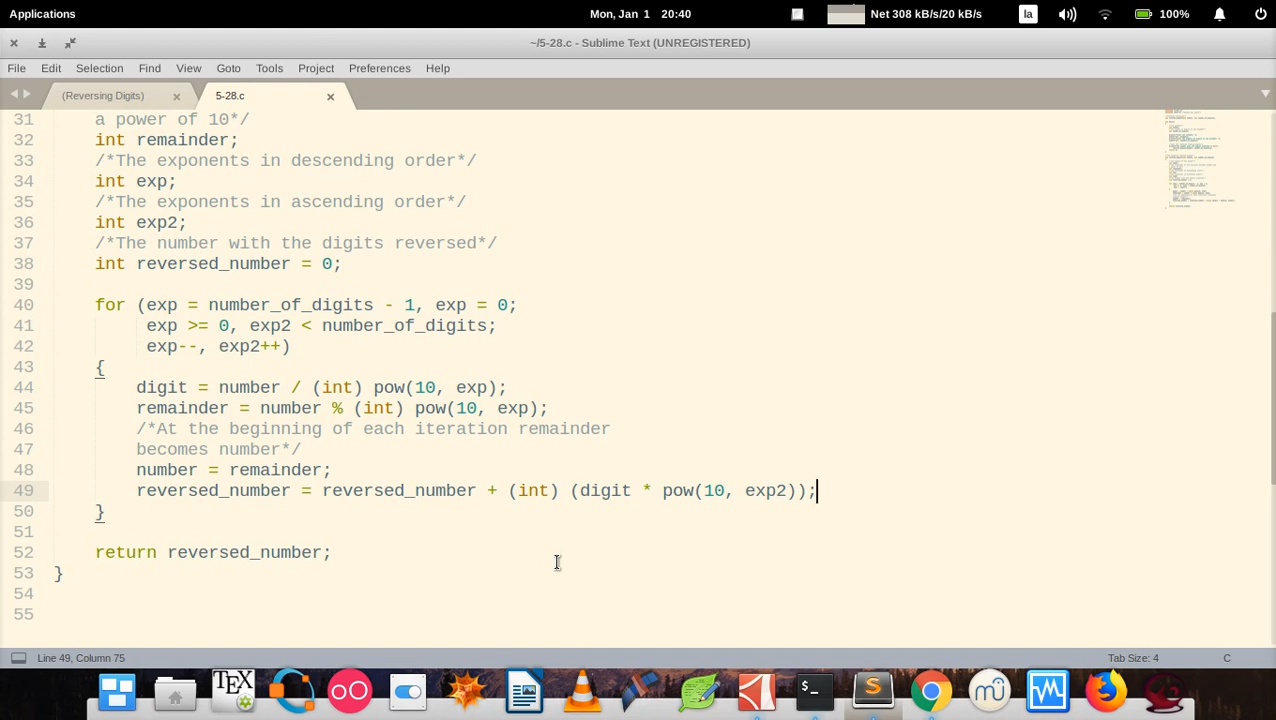 Applications
Mon, Jan 1 20:40
Net 308 kB/s/20 kB/s
la
100%
~/5-28.c - Sublime Text (UNREGISTERED)
File Edit Selection Find View Goto Tools Project Preferences Help
(Reversing Digits)
5-28.c
31 a power of 10*/
32 int remainder;
33 /*The exponents in descending order*/
34 int exp;
35 /*The exponents in ascending order*/
36 int exp2;
37 /*The number with the digits reversed*/
38 int reversed_number = 0;
39
40 for (exp = number_of_digits - 1, exp = 0;
41 exp >= 0, exp2 < number_of_digits;
42 exp--, exp2++)
43 {
44 digit = number / (int) pow(10, exp);
45 remainder = number % (int) pow(10, exp);
46 /*At the beginning of each iteration remainder
47 becomes number*/
48 number = remainder;
49 reversed_number = reversed_number + (int) (digit * pow(10, exp2));
50 }
51
52 return reversed_number;
53 }
54
55
Line 49, Column 75
Tab Size: 4
C
TEX
>_
S
mu